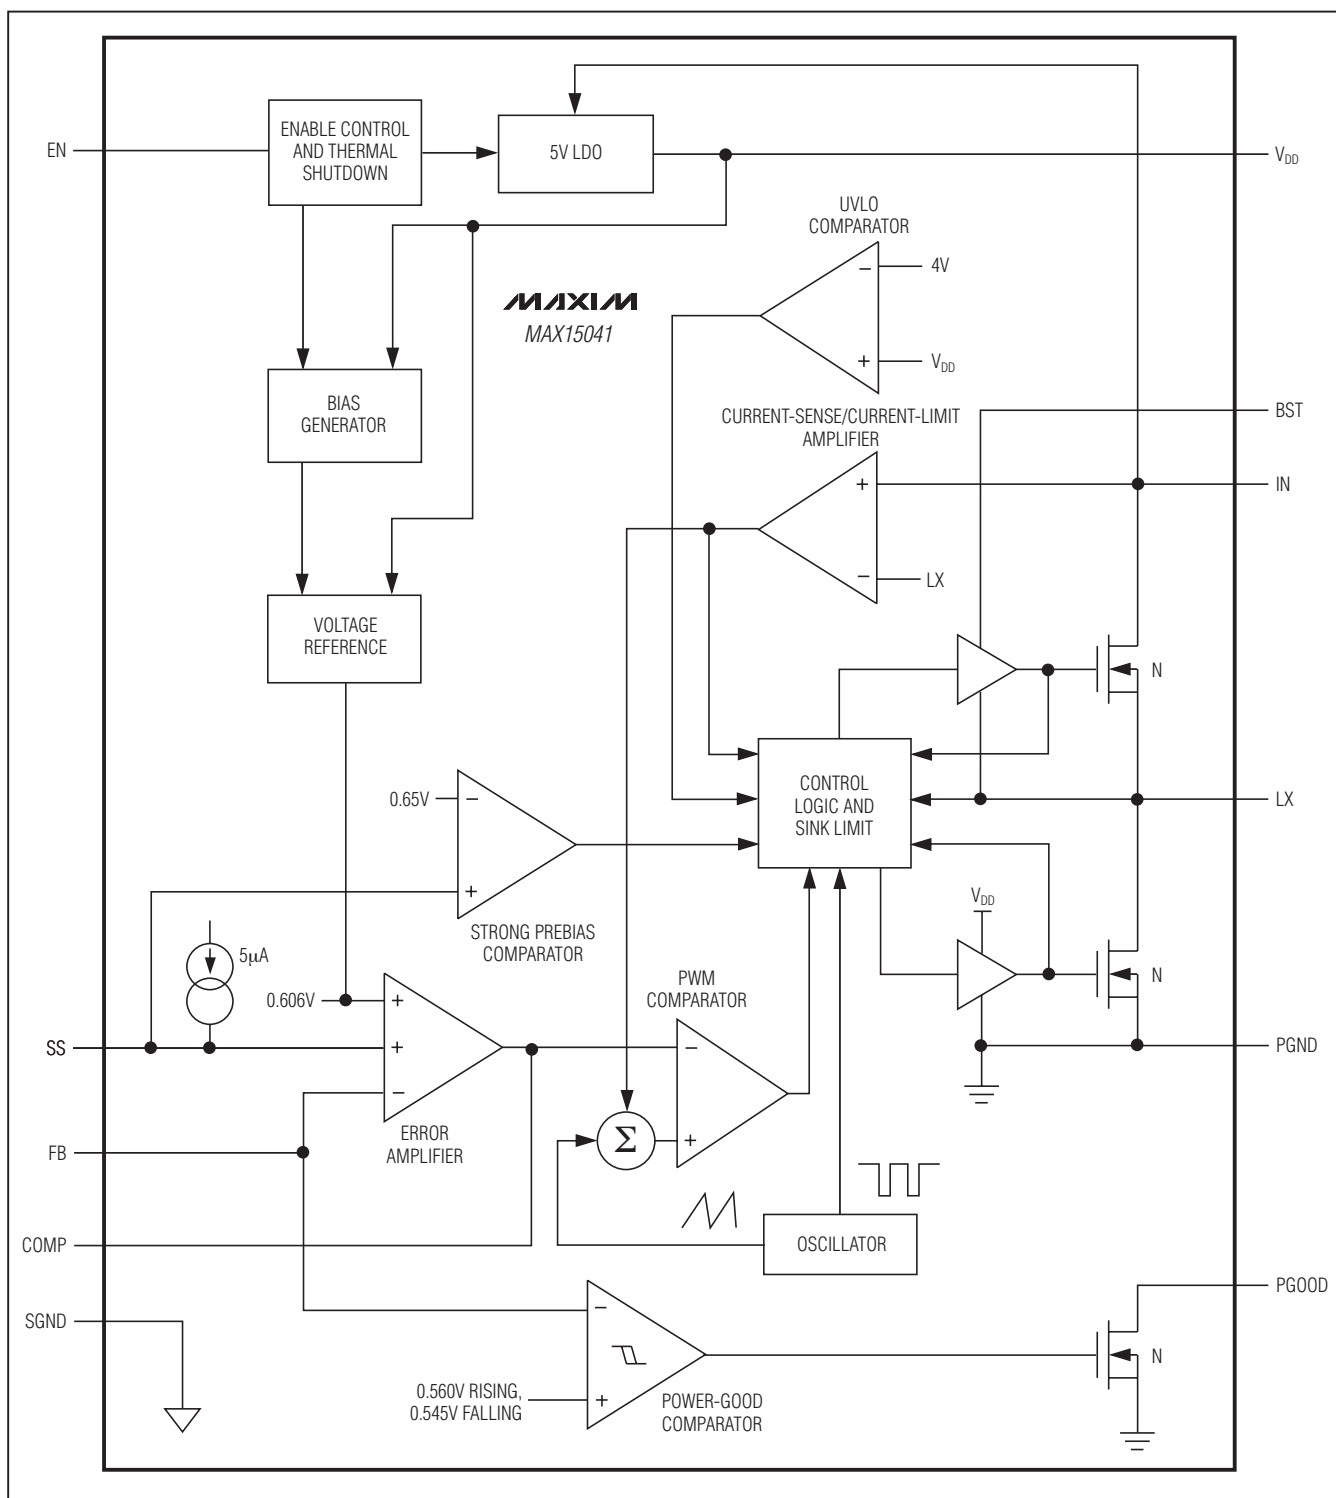 ENABLE CONTROL
AND THERMAL
SHUTDOWN
EN
5V LDO
VDD
UVLO
COMPARATOR
−
4V
+
VDD
MAXIM
MAX15041
BIAS
GENERATOR
CURRENT-SENSE/CURRENT-LIMIT
AMPLIFIER
BST
+
IN
−
LX
VOLTAGE
REFERENCE
N
CONTROL
LOGIC AND
SINK LIMIT
LX
0.65V
−
+
STRONG PREBIAS
COMPARATOR
VDD
5µA
PWM
COMPARATOR
N
0.606V
+
SS
+
−
−
PGND
ERROR
AMPLIFIER
Σ
+
FB
COMP
OSCILLATOR
PGOOD
−
SGND
N
0.560V RISING,
0.545V FALLING
+
POWER-GOOD
COMPARATOR